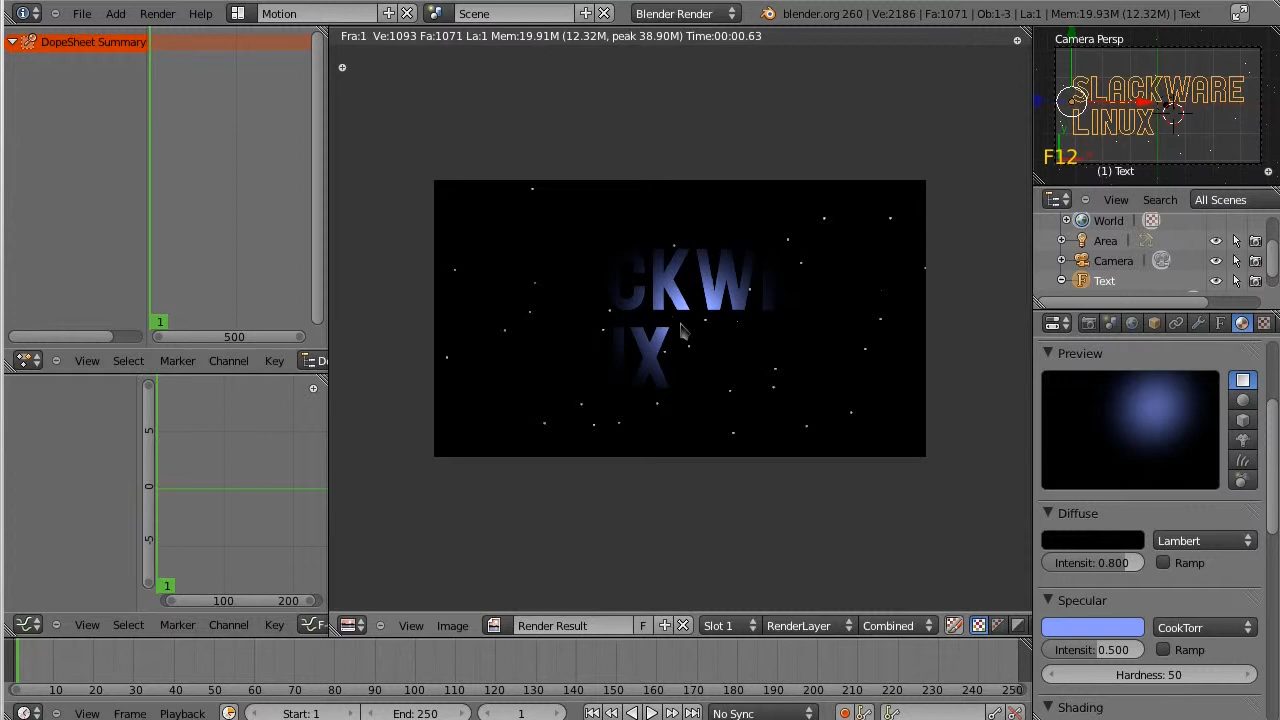 File Add Render Help Motion Scene Blender Render blender.org 260 | Ve:2186 | Fa:1071 | Ob:1-3 | La:1 | Mem:19.93M (12.32M) | Text
DopeSheet Summary
Fra:1 Ve:1093 Fa:1071 La:1 Mem:19.91M (12.32M, peak 38.90M) Time:00:00.63
Camera Persp
SLACKWARE
LINUX
F12
(1) Text
CKW
IX
1
500
View Select Marker Channel Key
5
0
-5
1
100 200
View Select Marker Channel Key F-
View Search All Scenes
World
Area
Camera
Text
F
Preview
Diffuse
Lambert
Intensit: 0.800 Ramp
Specular
CookTorr
Intensit: 0.500 Ramp
Hardness: 50
Shading
View Image Render Result F Slot 1 RenderLayer Combined
10 20 30 40 50 60 70 80 90 100 110 120 130 140 150 160 170 180 190 200 210 220 230 240 250
View Frame Playback Start: 1 End: 250 1 No Sync